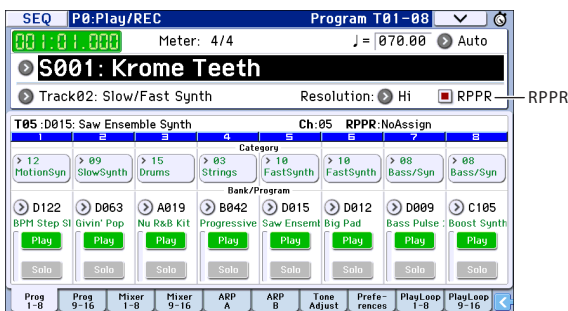 SEQ P0:Play/REC Program T01-08
001:01.000 Meter: 4/4 ♩= 070.00 Auto
S001: Krome Teeth
Track02: Slow/Fast Synth Resolution: Hi RPPR RPPR
T05 :D015: Saw Ensemble Synth Ch:05 RPPR:NoAssign
1 2 3 4 5 6 7 8
Category
12 09 15 03 10 10 08 08
MotionSyn SlowSynth Drums Strings FastSynth FastSynth Bass/Syn Bass/Syn
Bank/Program
D122 D063 A019 B042 D015 D012 D009 C105
BPM Step Sl Givin' Pop Nu R&B Kit Progressive Saw Ensembl Big Pad Bass Pulse : Boost Synth
Play Play Play Play Play Play Play Play
Solo Solo Solo Solo Solo Solo Solo Solo
Prog 1-8 Prog 9-16 Mixer 1-8 Mixer 9-16 ARP A ARP B Tone Adjust Prefe-rences PlayLoop 1-8 PlayLoop 9-16